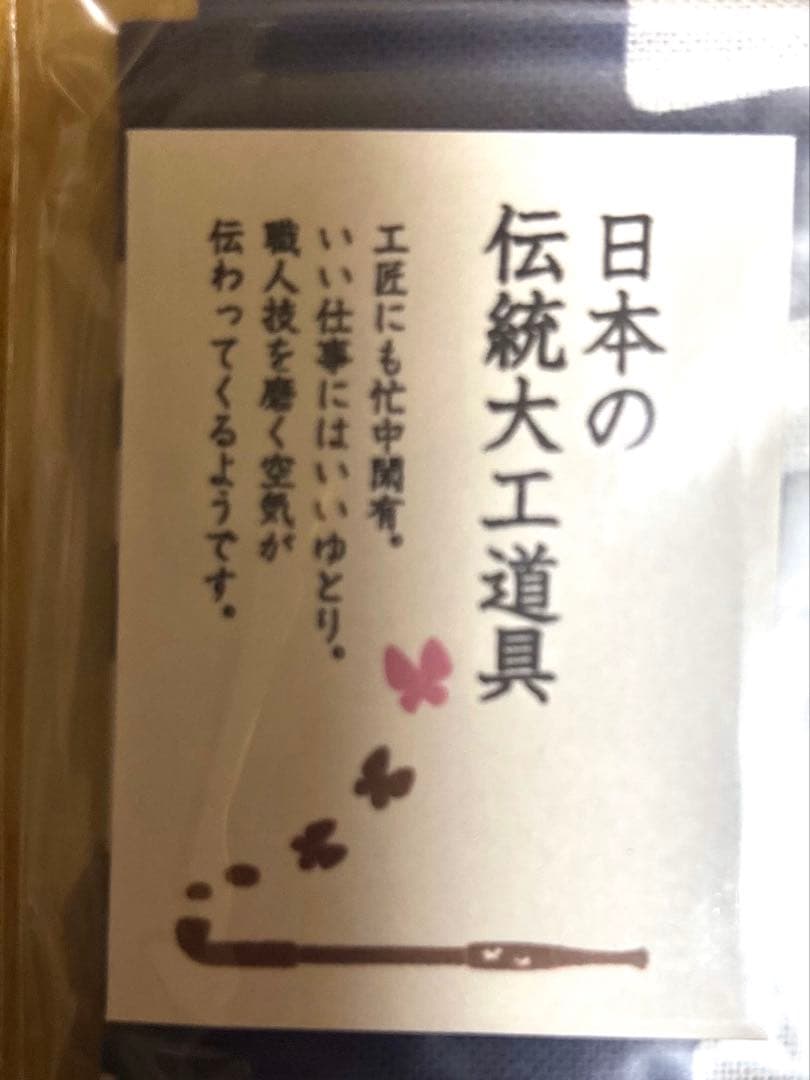 日本の
伝統大工道具
工匠にも忙中閑有。
いい仕事にはいいゆとり。
職人技を磨く空気が
伝わってくるようです。